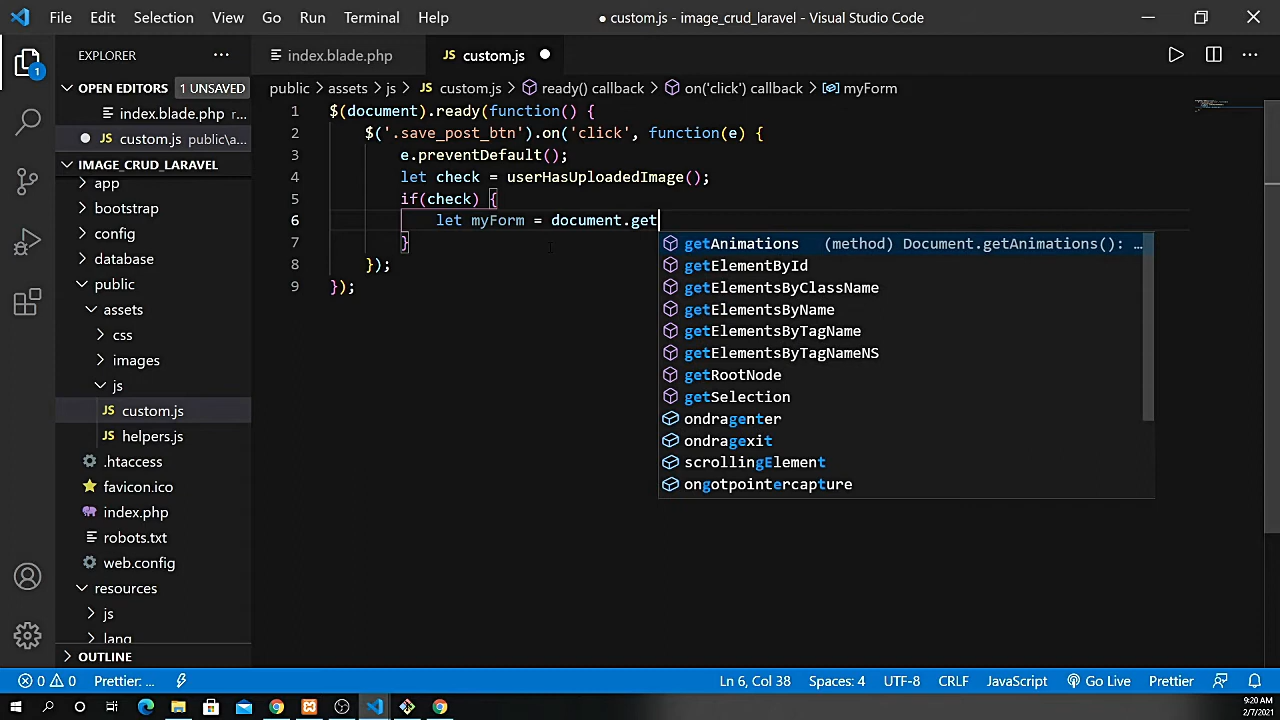 File Edit Selection View Go Run Terminal Help
● custom.js - image_crud_laravel - Visual Studio Code
EXPLORER ...
OPEN EDITORS 1 UNSAVED
index.blade.php r...
● JS custom.js public\a...
IMAGE_CRUD_LARAVEL
app
bootstrap
config
database
public
assets
css
images
js
JS custom.js
JS helpers.js
.htaccess
favicon.ico
index.php
robots.txt
web.config
resources
js
lang
OUTLINE
index.blade.php JS custom.js ●
public > assets > js > JS custom.js > ready() callback > on('click') callback > myForm
1 $(document).ready(function() {
2 $('.save_post_btn').on('click', function(e) {
3 e.preventDefault();
4 let check = userHasUploadedImage();
5 if(check) {
6 let myForm = document.get
7 }
8 });
9 });
getAnimations (method) Document.getAnimations(): ...
getElementById
getElementsByClassName
getElementsByName
getElementsByTagName
getElementsByTagNameNS
getRootNode
getSelection
ondragenter
ondragexit
scrollingElement
ongotpointercapture
1
0 0 Prettier: ... Ln 6, Col 38 Spaces: 4 UTF-8 CRLF JavaScript Go Live Prettier
9:20 AM
2/7/2021